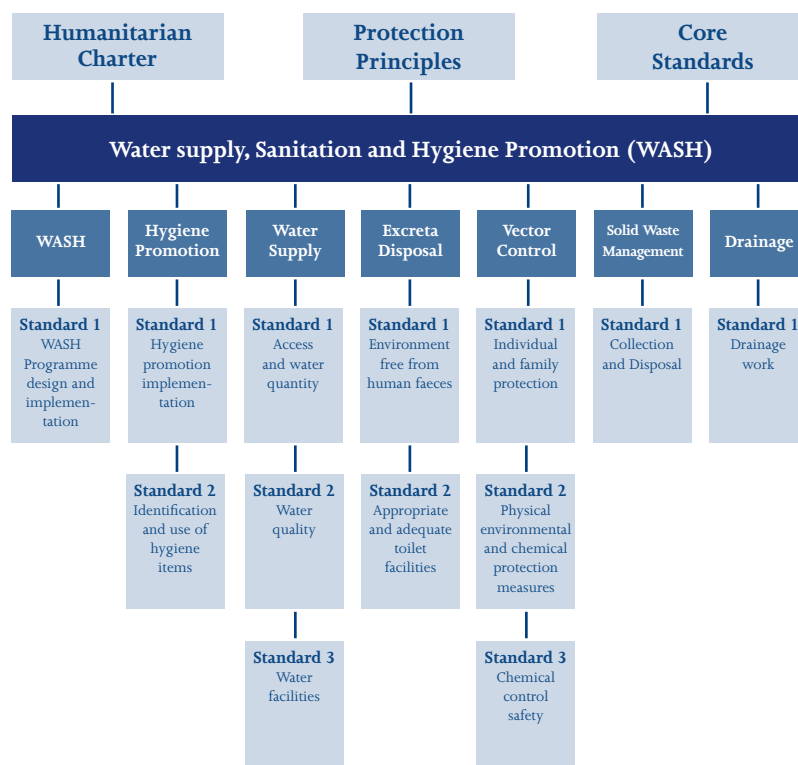 Humanitarian
Charter
Protection
Principles
Core
Standards
Water supply, Sanitation and Hygiene Promotion (WASH)
WASH
Hygiene
Promotion
Water
Supply
Excreta
Disposal
Vector
Control
Solid Waste
Management
Drainage
Standard 1
WASH
Programme
design and
implemen-
tation
Standard 1
Hygiene
promotion
implemen-
tation
Standard 1
Access
and water
quantity
Standard 1
Environment
free from
human faeces
Standard 1
Individual
and family
protection
Standard 1
Collection
and Disposal
Standard 1
Drainage
work
Standard 2
Identification
and use of
hygiene
items
Standard 2
Water
quality
Standard 2
Appropriate
and adequate
toilet
facilities
Standard 2
Physical
environmental
and chemical
protection
measures
Standard 3
Water
facilities
Standard 3
Chemical
control
safety